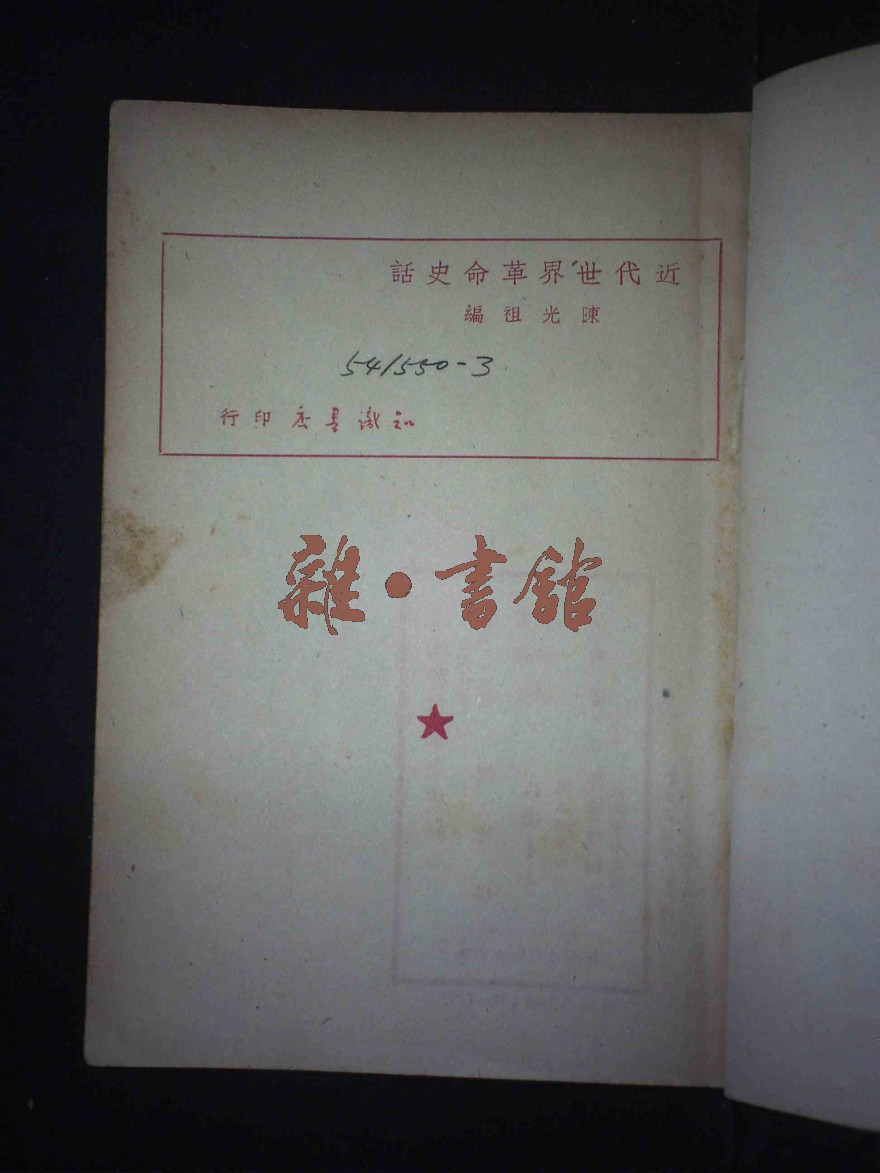 近代世界革命史話
陳光祖編
541550-3
知識書店印行
雜·書館